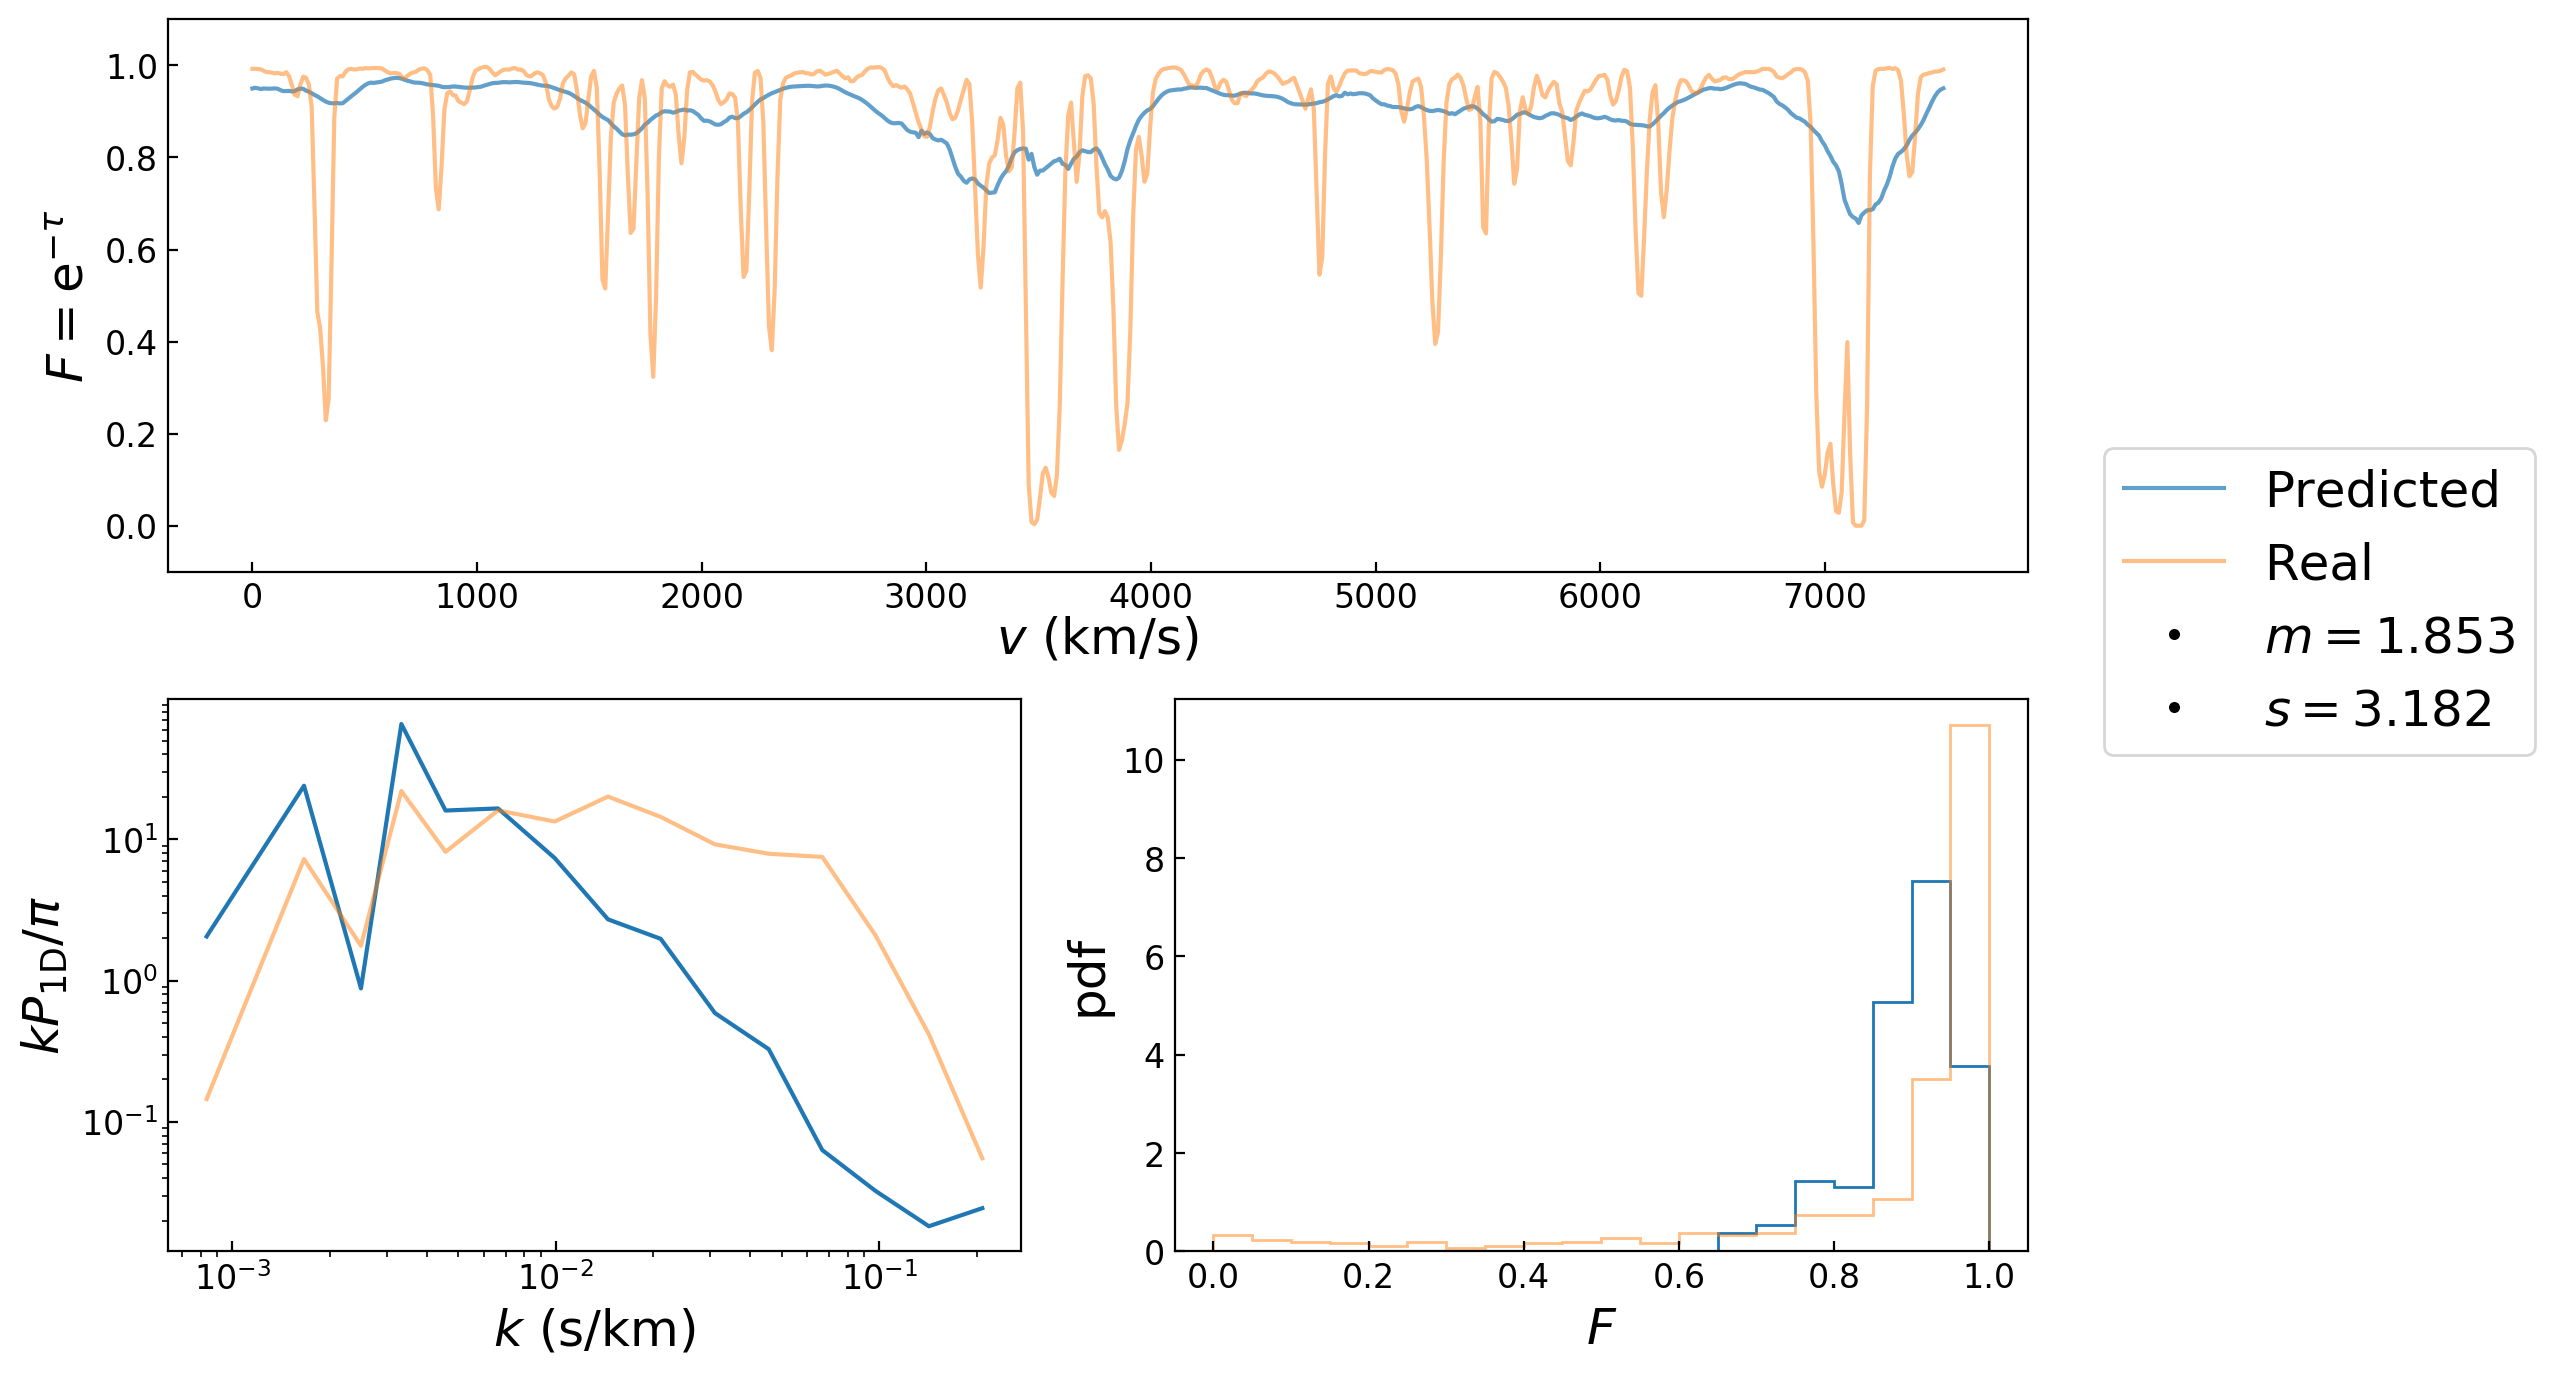 1.0
0.8
0.6
0.4
0.2
0.0
F = e^{−τ}
0 1000 2000 3000 4000 5000 6000 7000
v (km/s)
Predicted
Real
m = 1.853
s = 3.182
10^1
10^0
10^{−1}
kP_{1D}/π
10^{−3} 10^{−2} 10^{−1}
k (s/km)
10
8
6
4
2
0
pdf
0.0 0.2 0.4 0.6 0.8 1.0
F